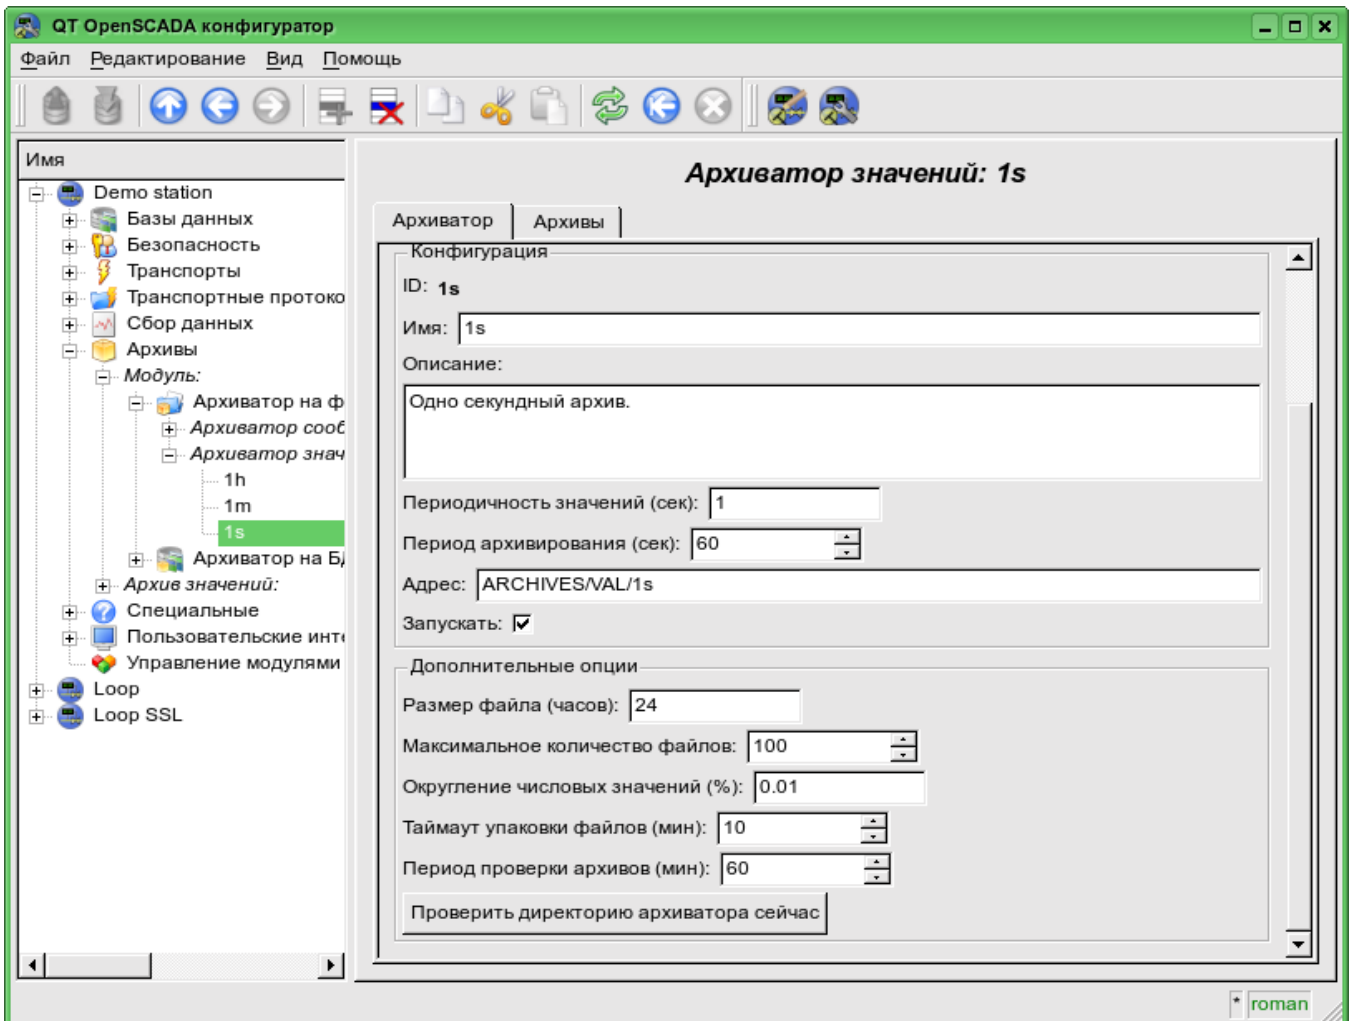 QT OpenSCADA конфигуратор
Файл Редактирование Вид Помощь
Имя
Demo station
Базы данных
Безопасность
Транспорты
Транспортные протоко
Сбор данных
Архивы
Модуль:
Архиватор на ф
Архиватор сооб
Архиватор знач
1h
1m
1s
Архиватор на БД
Архив значений:
Специальные
Пользовательские инте
Управление модулями
Loop
Loop SSL
Архиватор значений: 1s
Архиватор Архивы
Конфигурация
ID: 1s
Имя: 1s
Описание:
Одно секундный архив.
Периодичность значений (сек): 1
Период архивирования (сек): 60
Адрес: ARCHIVES/VAL/1s
Запускать:
Дополнительные опции
Размер файла (часов): 24
Максимальное количество файлов: 100
Округление числовых значений (%): 0.01
Таймаут упаковки файлов (мин): 10
Период проверки архивов (мин): 60
Проверить директорию архиватора сейчас
* roman